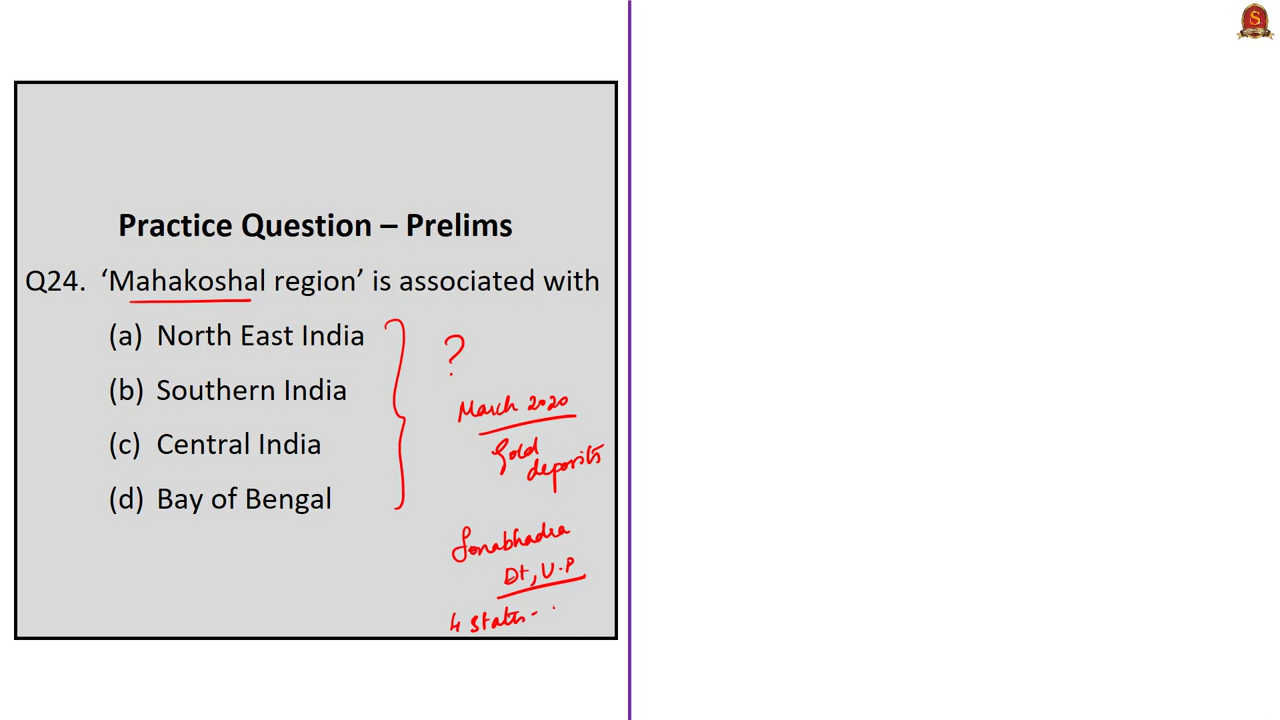 Practice Question – Prelims
Q24. ‘Mahakoshal region’ is associated with
(a) North East India
(b) Southern India
(c) Central India
(d) Bay of Bengal
?
March 2020
Gold
deposits
Sonabhadra
Dt, U.P
4 states-
S